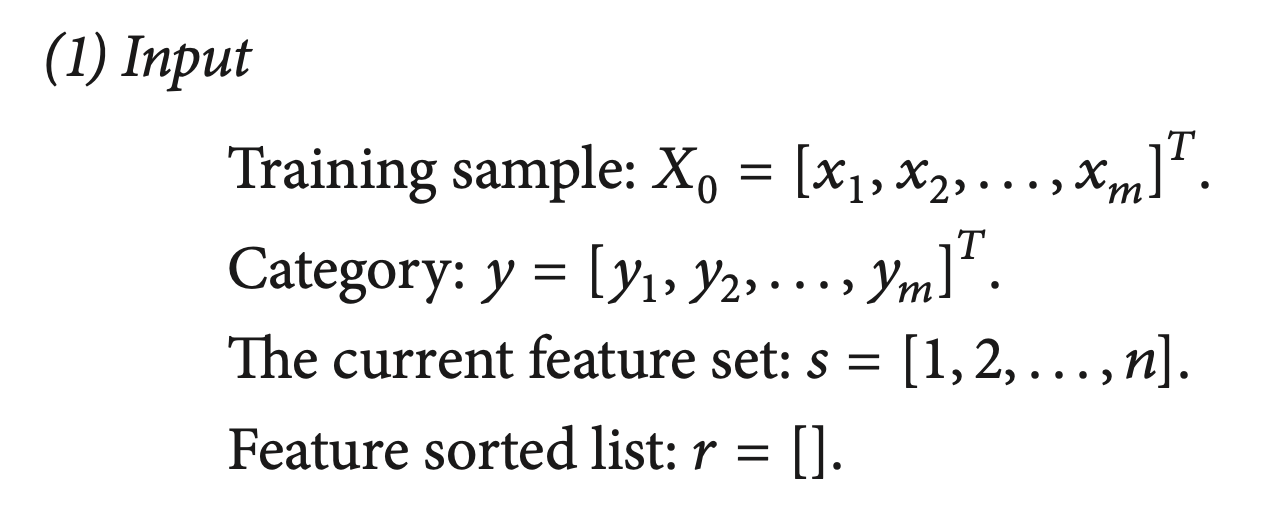 (1) Input
Training sample: X₀ = [x₁, x₂, . . . , xₘ]ᵀ.
Category: y = [y₁, y₂, . . . , yₘ]ᵀ.
The current feature set: s = [1, 2, . . . , n].
Feature sorted list: r = [].